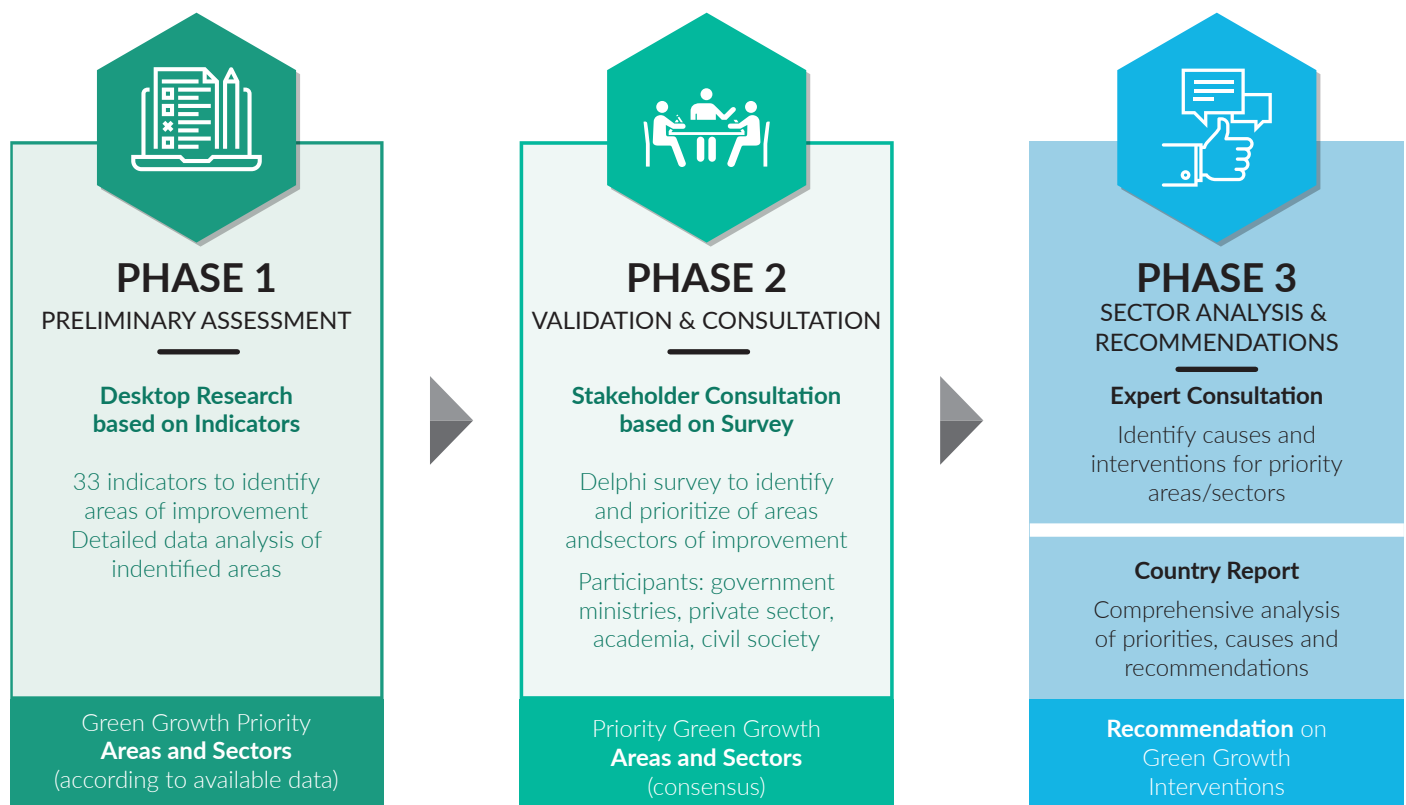 PHASE 1
PRELIMINARY ASSESSMENT
Desktop Research
based on Indicators
33 indicators to identify
areas of improvement
Detailed data analysis of
indentified areas
Green Growth Priority
Areas and Sectors
(according to available data)
PHASE 2
VALIDATION & CONSULTATION
Stakeholder Consultation
based on Survey
Delphi survey to identify
and prioritize of areas
andsectors of improvement
Participants: government
ministries, private sector,
academia, civil society
Priority Green Growth
Areas and Sectors
(consensus)
PHASE 3
SECTOR ANALYSIS &
RECOMMENDATIONS
Expert Consultation
Identify causes and
interventions for priority
areas/sectors
Country Report
Comprehensive analysis
of priorities, causes and
recommendations
Recommendation on
Green Growth
Interventions